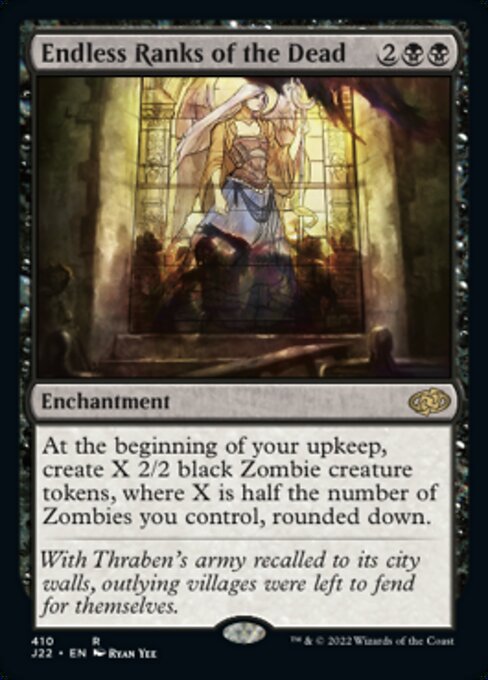 Endless Ranks of the Dead 2
Enchantment
At the beginning of your upkeep,
create X 2/2 black Zombie creature
tokens, where X is half the number of
Zombies you control, rounded down.
With Thraben's army recalled to its city
walls, outlying villages were left to fend
for themselves.
410 R
J22 • EN Ryan Yee
™ & © 2022 Wizards of the Coast